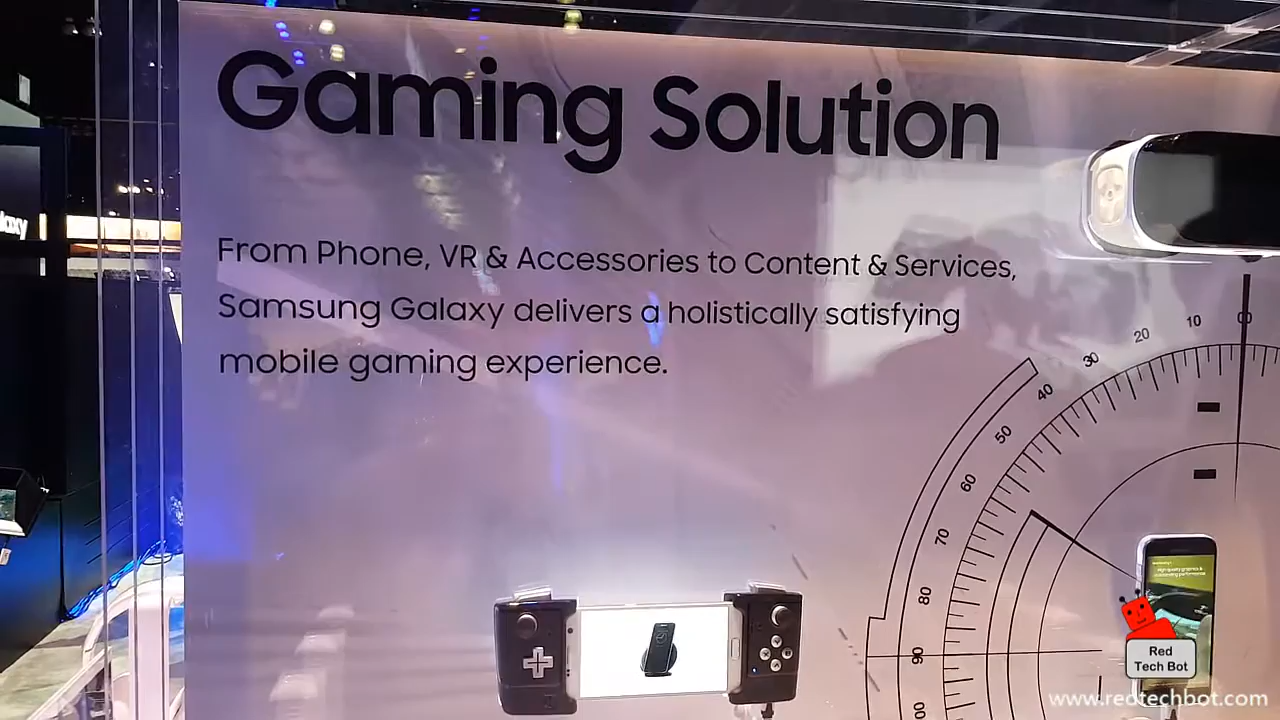 Gaming Solution
From Phone, VR & Accessories to Content & Services,
Samsung Galaxy delivers a holistically satisfying
mobile gaming experience.
10
20
30
40
50
60
70
80
90
Red
Tech Bot
www.redtechbot.com